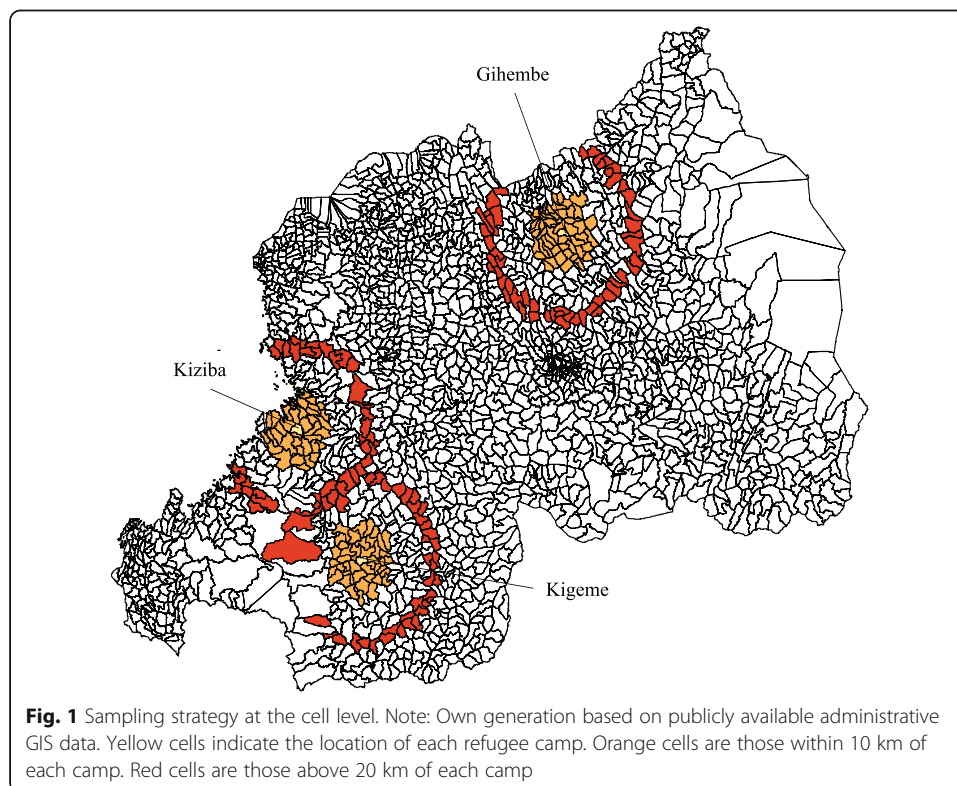 Gihembe
Kiziba
Kigeme
Fig. 1 Sampling strategy at the cell level. Note: Own generation based on publicly available administrative
GIS data. Yellow cells indicate the location of each refugee camp. Orange cells are those within 10 km of
each camp. Red cells are those above 20 km of each camp